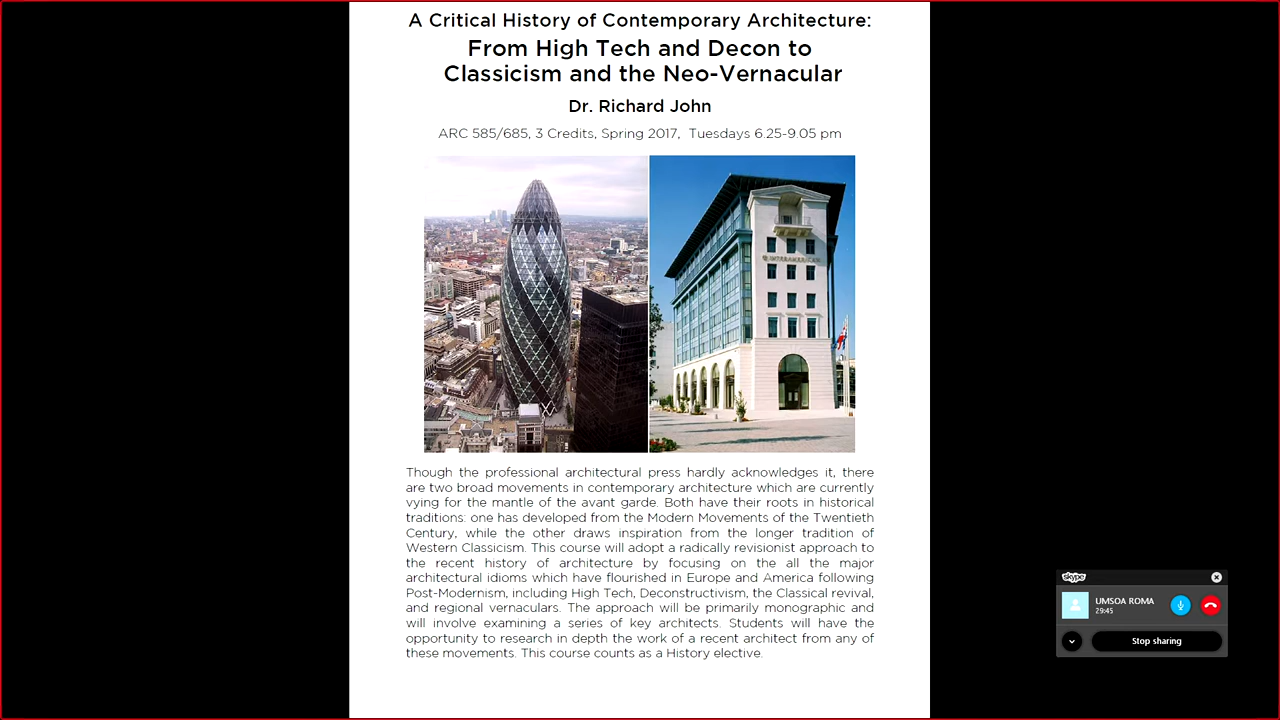 A Critical History of Contemporary Architecture:
From High Tech and Decon to
Classicism and the Neo-Vernacular
Dr. Richard John
ARC 585/685, 3 Credits, Spring 2017,  Tuesdays 6.25-9.05 pm
INTERAMERICAN
Though the professional architectural press hardly acknowledges it, there
are two broad movements in contemporary architecture which are currently
vying for the mantle of the avant garde. Both have their roots in historical
traditions: one has developed from the Modern Movements of the Twentieth
Century, while the other draws inspiration from the longer tradition of
Western Classicism. This course will adopt a radically revisionist approach to
the recent history of architecture by focusing on the all the major
architectural idioms which have flourished in Europe and America following
Post-Modernism, including High Tech, Deconstructivism, the Classical revival,
and regional vernaculars. The approach will be primarily monographic and
will involve examining a series of key architects. Students will have the
opportunity to research in depth the work of a recent architect from any of
these movements. This course counts as a History elective.
skype
UMSOA ROMA
29:45
Stop sharing